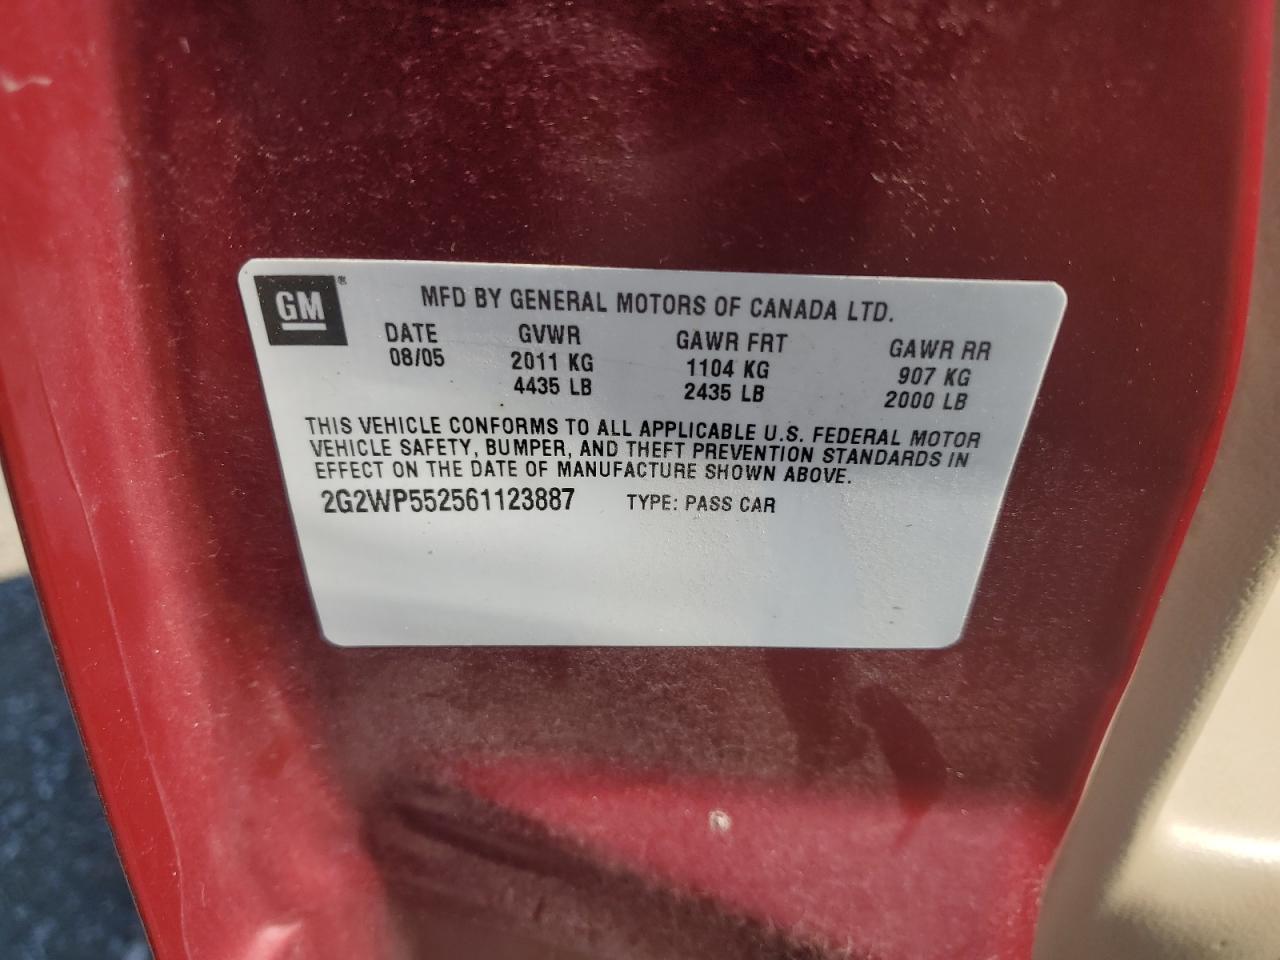 GM®
MFD BY GENERAL MOTORS OF CANADA LTD.
DATE GVWR GAWR FRT GAWR RR
08/05 2011 KG 1104 KG 907 KG
4435 LB 2435 LB 2000 LB
THIS VEHICLE CONFORMS TO ALL APPLICABLE U.S. FEDERAL MOTOR
VEHICLE SAFETY, BUMPER, AND THEFT PREVENTION STANDARDS IN
EFFECT ON THE DATE OF MANUFACTURE SHOWN ABOVE.
2G2WP552561123887 TYPE: PASS CAR